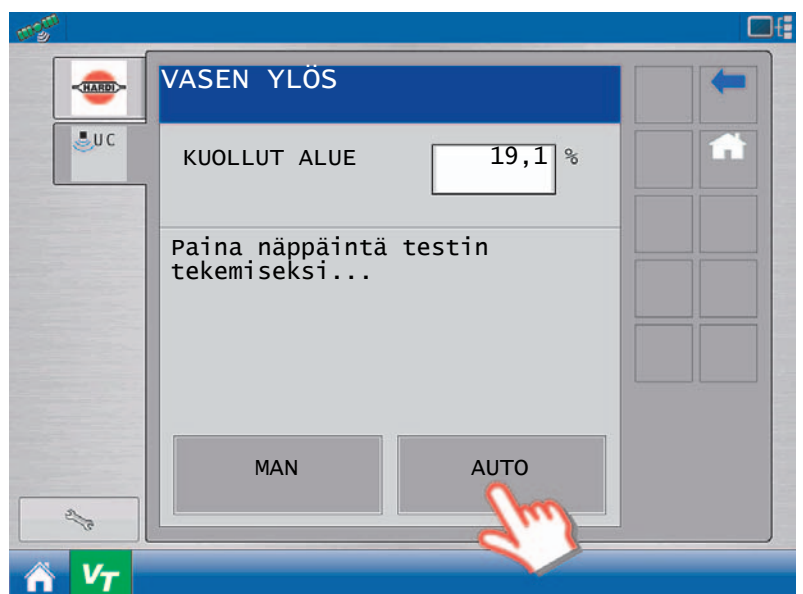 VASEN YLÖS
HARDI
UC
KUOLLUT ALUE 19,1 %
Paina näppäintä testin
tekemiseksi...
MAN AUTO
VT